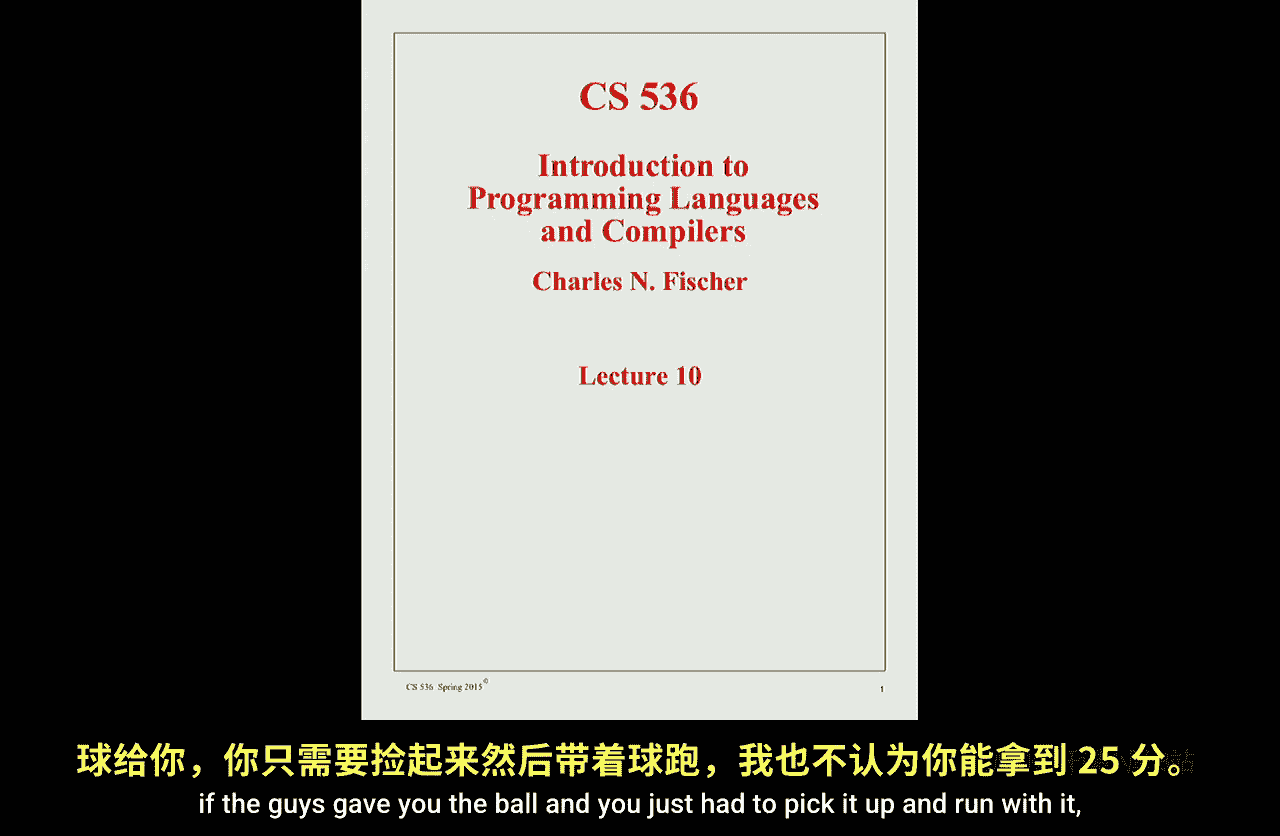 CS 536
Introduction to
Programming Languages
and Compilers
Charles N. Fischer
Lecture 10
CS 536 Spring 2015©
1
球给你，你只需要捡起来然后带着球跑，我也不认为你能拿到 25 分。
if the guys gave you the ball and you just had to pick it up and run with it,